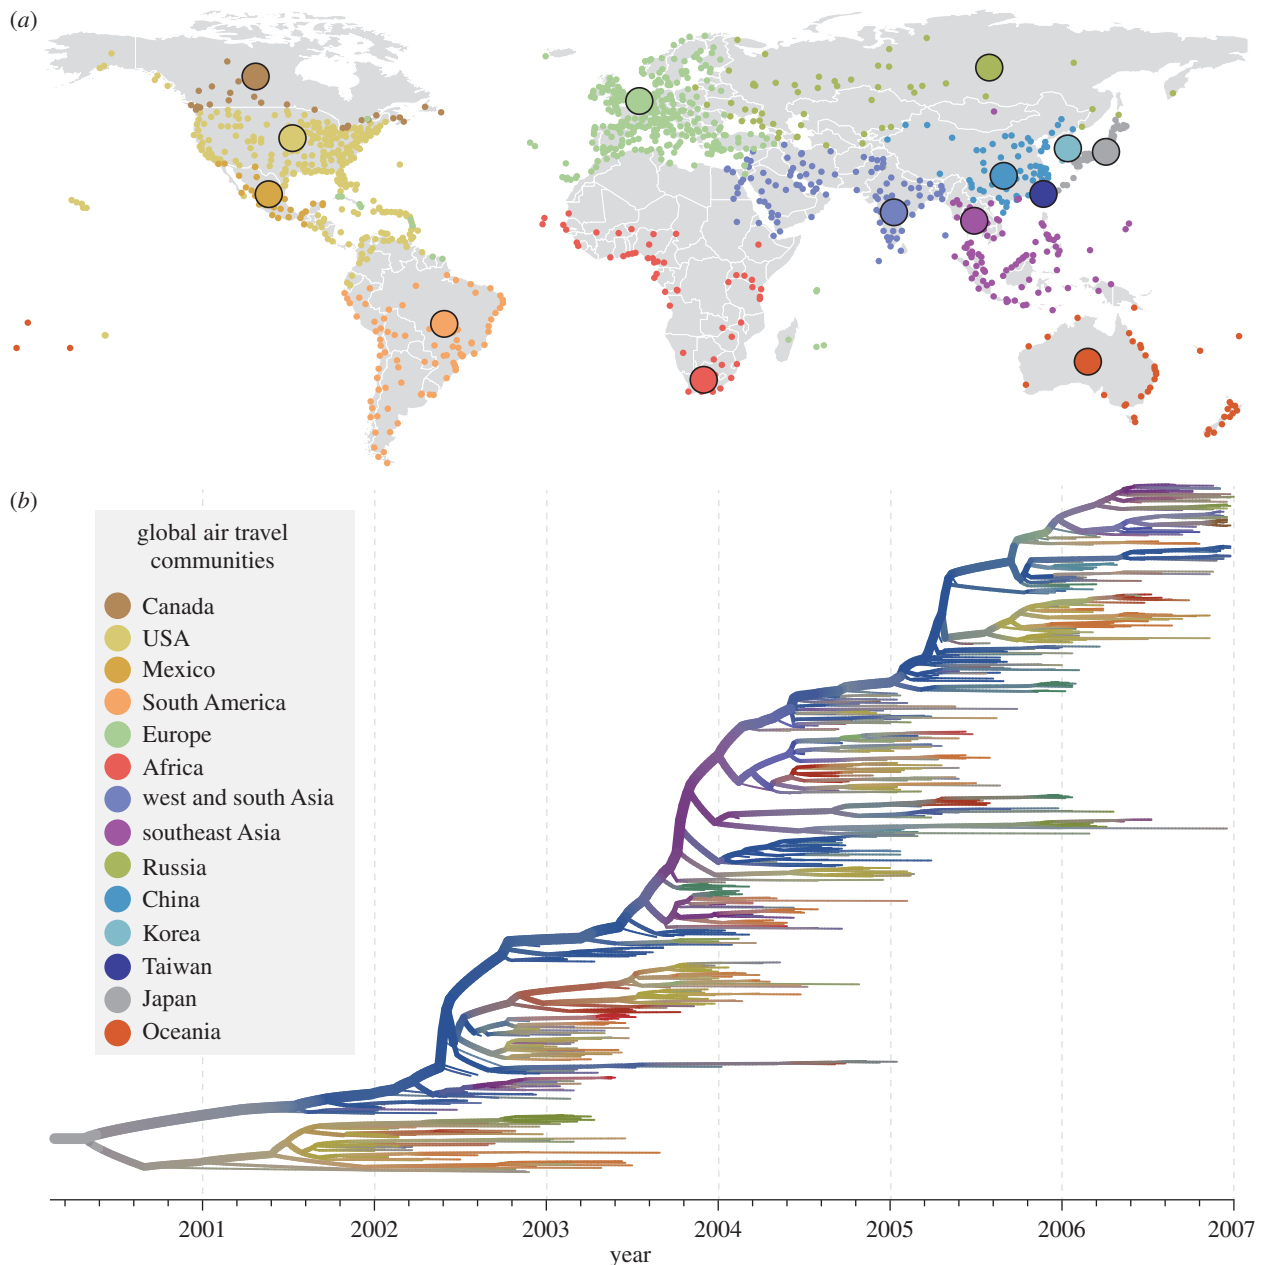 (a)
(b)
global air travel
communities
Canada
USA
Mexico
South America
Europe
Africa
west and south Asia
southeast Asia
Russia
China
Korea
Taiwan
Japan
Oceania
2001 2002 2003 2004 2005 2006 2007
year